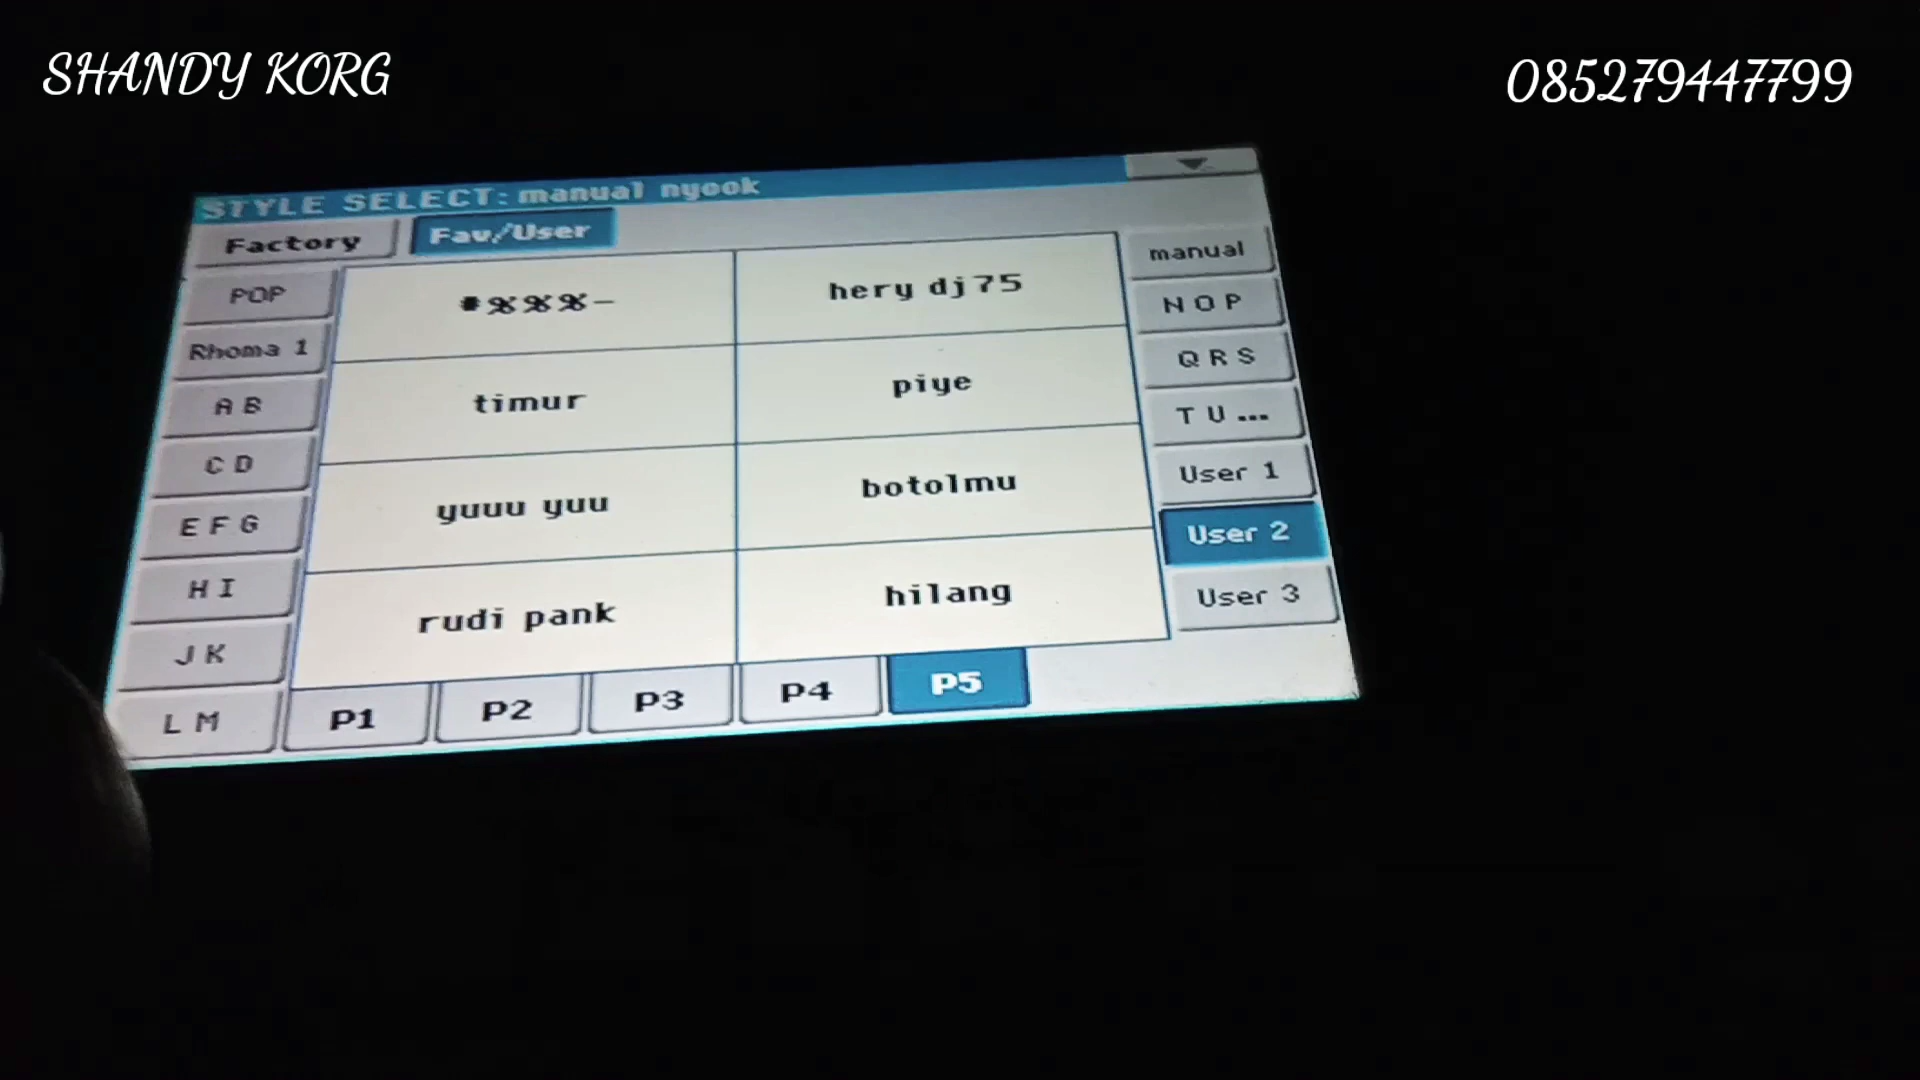 SHANDY KORG
085279447799
STYLE SELECT: manual nyook
Factory
Fav/User
POP
Rhoma 1
A B
C D
E F G
H I
J K
L M
#%%%-
hery dj75
timur
piye
yuuu yuu
botolmu
rudi pank
hilang
manual
N O P
Q R S
T U ...
User 1
User 2
User 3
P1
P2
P3
P4
P5